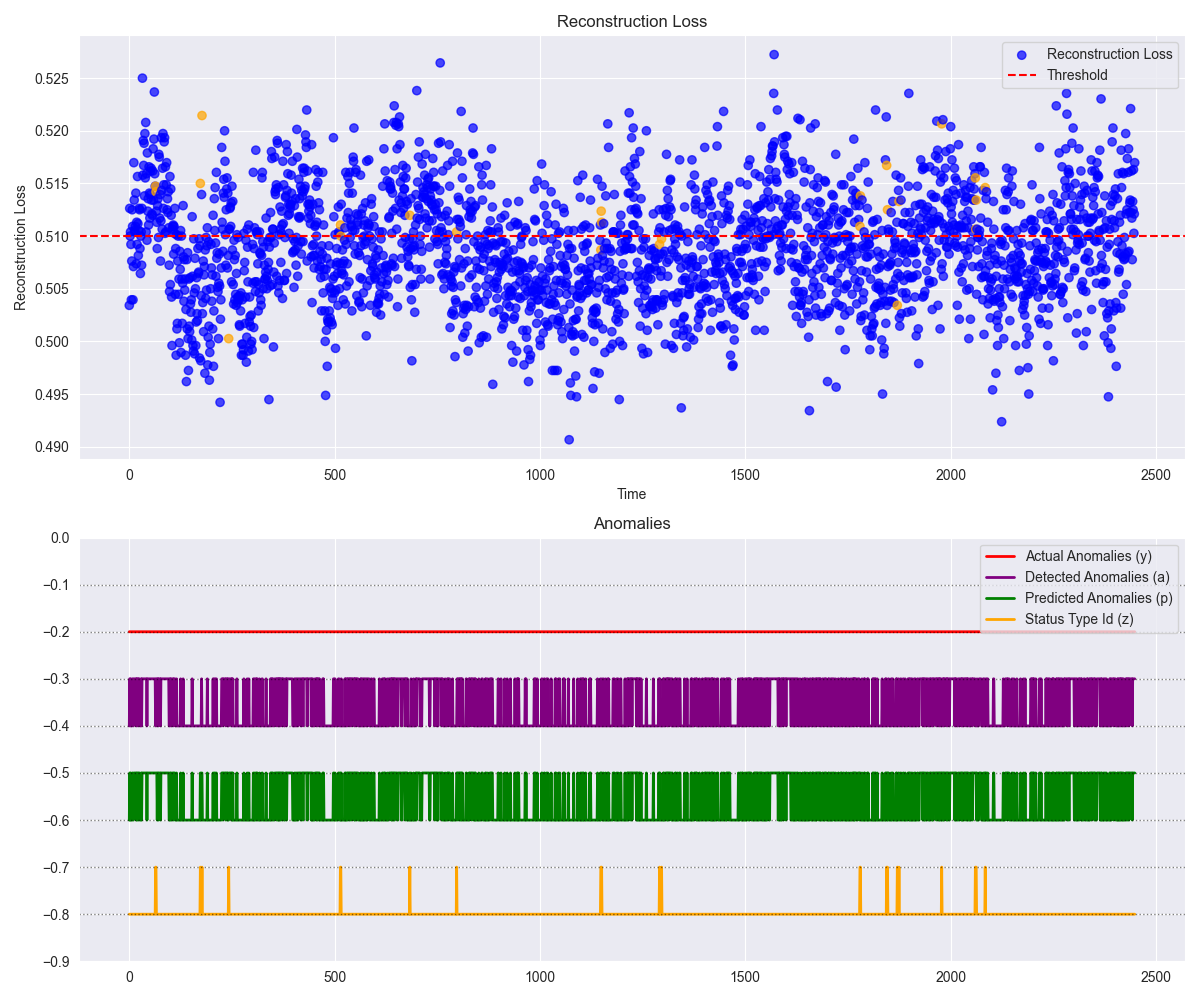 Reconstruction Loss
Reconstruction Loss
Threshold
0.525
0.520
0.515
0.510
0.505
0.500
0.495
0.490
Reconstruction Loss
0 500 1000 1500 2000 2500
Time
Anomalies
Actual Anomalies (y)
Detected Anomalies (a)
Predicted Anomalies (p)
Status Type Id (z)
0.0
−0.1
−0.2
−0.3
−0.4
−0.5
−0.6
−0.7
−0.8
−0.9
0 500 1000 1500 2000 2500